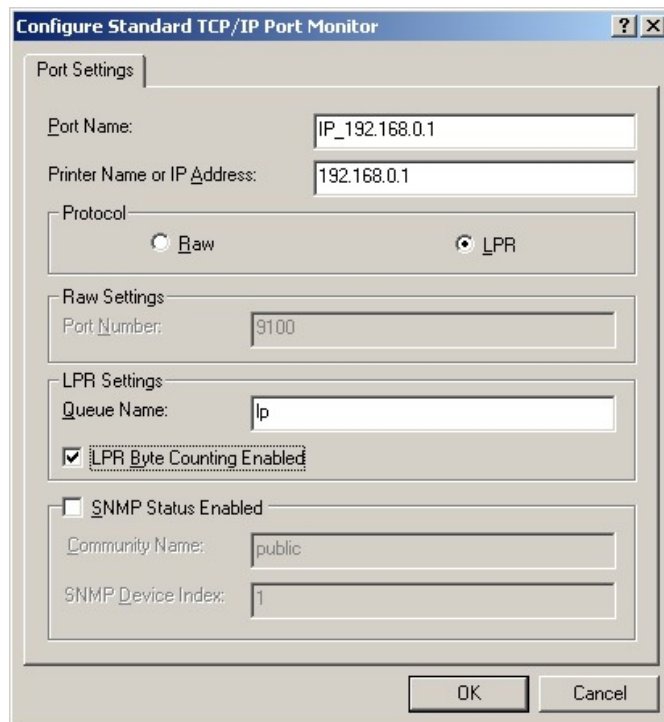 Configure Standard TCP/IP Port Monitor
Port Settings
Port Name: IP_192.168.0.1
Printer Name or IP Address: 192.168.0.1
Protocol
Raw LPR
Raw Settings
Port Number: 9100
LPR Settings
Queue Name: lp
LPR Byte Counting Enabled
SNMP Status Enabled
Community Name: public
SNMP Device Index: 1
OK Cancel